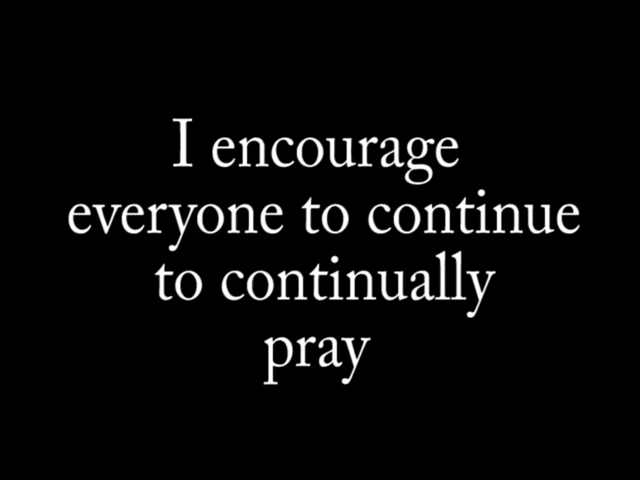 I encourage
everyone to continue
to continually
pray